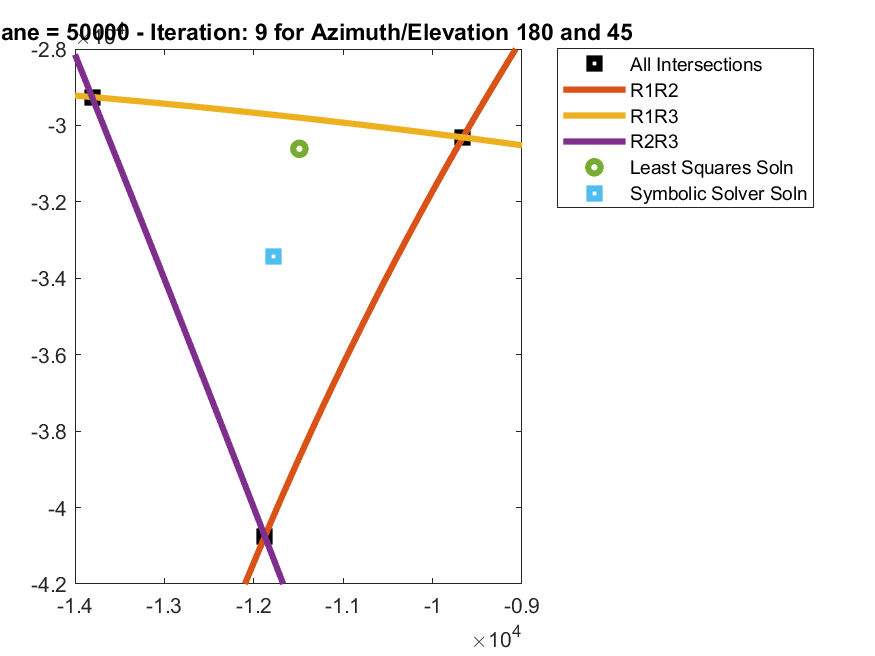 ane = 50000 - Iteration: 9 for Azimuth/Elevation 180 and 45
×10⁴
-2.8
-3
-3.2
-3.4
-3.6
-3.8
-4
-4.2
-1.4 -1.3 -1.2 -1.1 -1 -0.9
×10⁴
All Intersections
R1R2
R1R3
R2R3
Least Squares Soln
Symbolic Solver Soln